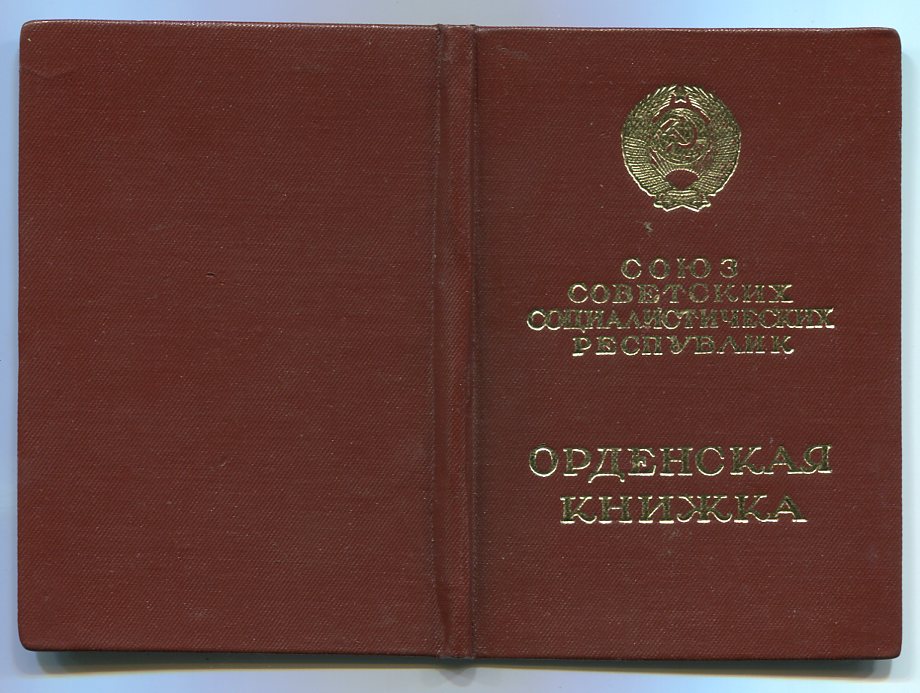 СОЮЗ
СОВЕТСКИХ
СОЦИАЛИСТИЧЕСКИХ
РЕСПУБЛИК
ОРДЕНСКАЯ
КНИЖКА